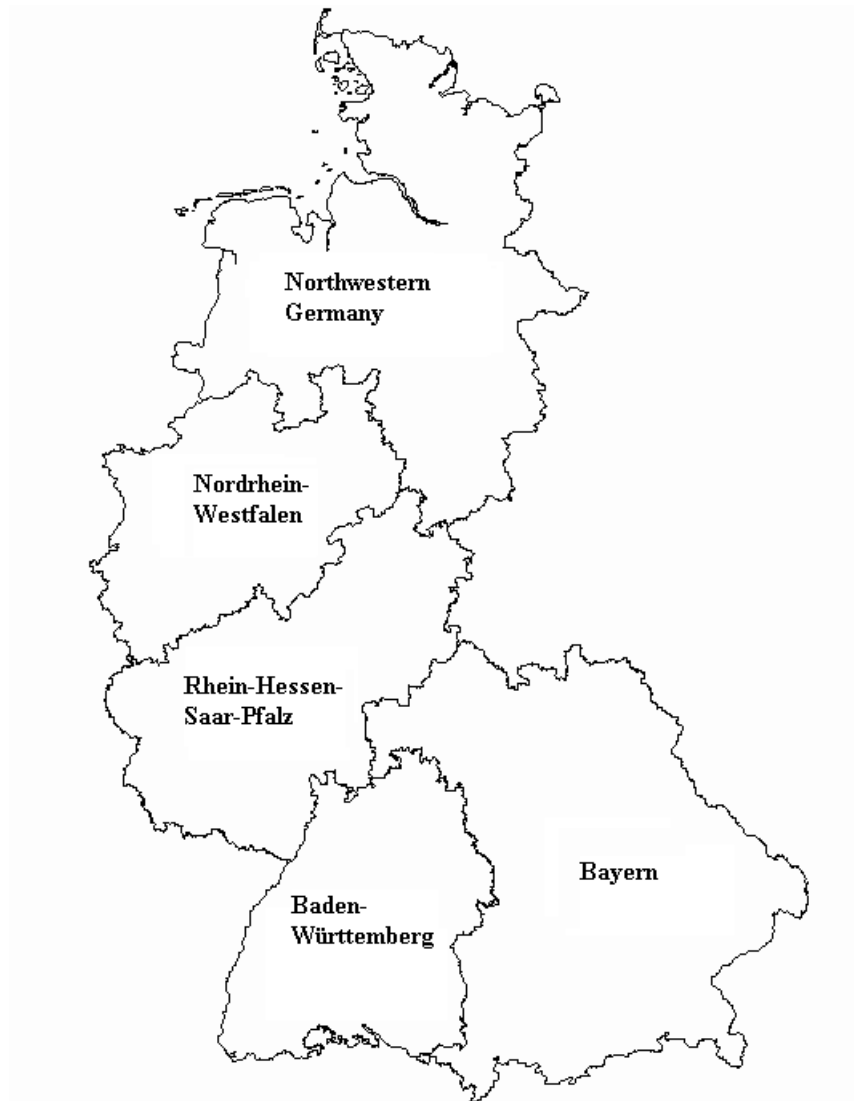 Northwestern
Germany
Nordrhein-
Westfalen
Rhein-Hessen-
Saar-Pfalz
Bayern
Baden-
Württemberg